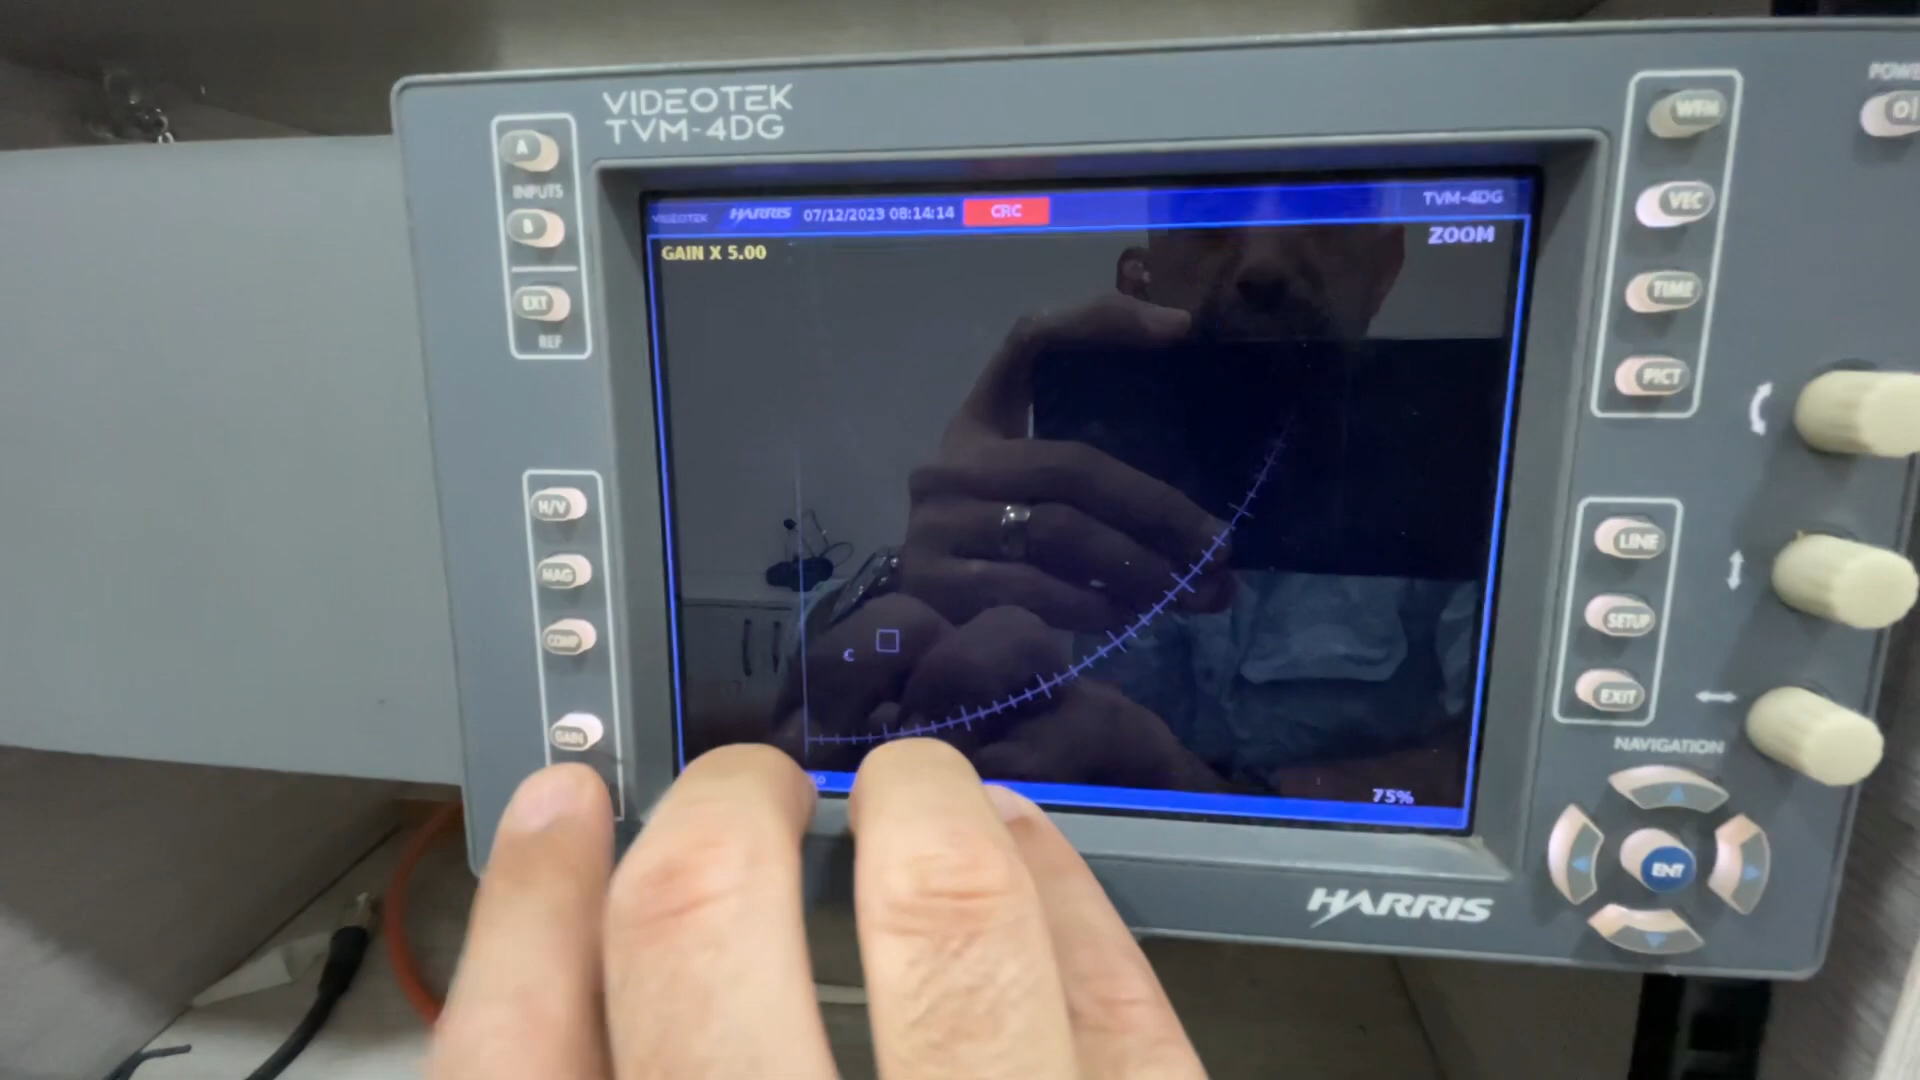 VIDEOTEK
TVM-4DG
A
INPUTS
B
EXT
REF
H/V
MAG
COMP
GAIN
VIDEOTEK HARRIS 07/12/2023 08:14:14 CRC TVM-4DG
GAIN X 5.00
ZOOM
C
75%
HARRIS
WFM
VEC
TIME
PICT
LINE
SETUP
EXIT
NAVIGATION
ENT